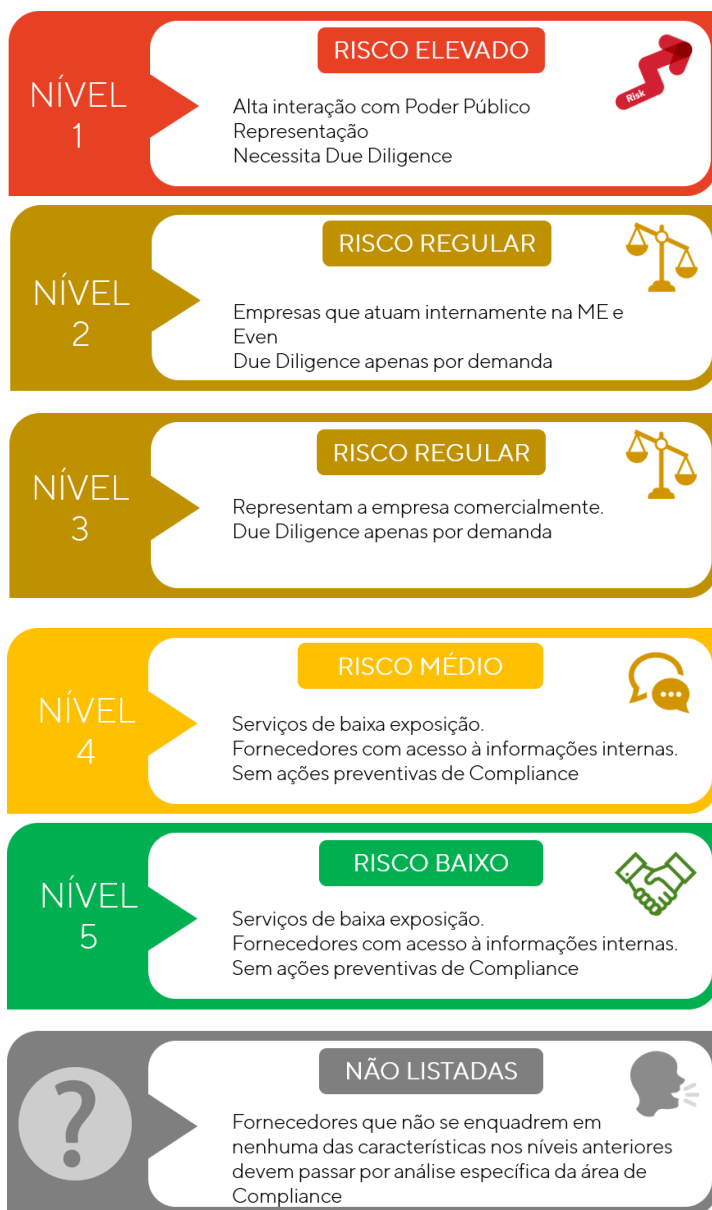 NÍVEL
1
RISCO ELEVADO
Risk
Alta interação com Poder Público
Representação
Necessita Due Diligence
NÍVEL
2
RISCO REGULAR
Empresas que atuam internamente na ME e
Even
Due Diligence apenas por demanda
NÍVEL
3
RISCO REGULAR
Representam a empresa comercialmente.
Due Diligence apenas por demanda
NÍVEL
4
RISCO MÉDIO
Serviços de baixa exposição.
Fornecedores com acesso à informações internas.
Sem ações preventivas de Compliance
NÍVEL
5
RISCO BAIXO
Serviços de baixa exposição.
Fornecedores com acesso à informações internas.
Sem ações preventivas de Compliance
?
NÃO LISTADAS
Fornecedores que não se enquadrem em
nenhuma das características nos níveis anteriores
devem passar por análise específica da área de
Compliance